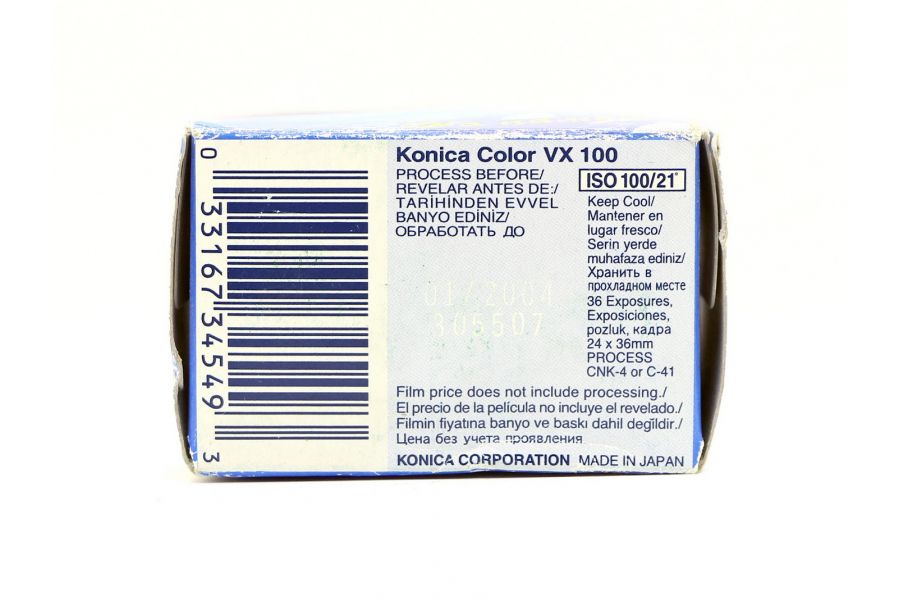 0 33167 34549 3
Konica Color VX 100
PROCESS BEFORE/
REVELAR ANTES DE:/
TARİHİNDEN EVVEL
BANYO EDİNİZ/
ОБРАБОТАТЬ ДО
01/2004
305507
ISO 100/21°
Keep Cool/
Mantener en
lugar fresco/
Serin yerde
muhafaza ediniz/
Хранить в
прохладном месте
36 Exposures,
Exposiciones,
pozluk, кадра
24 x 36mm
PROCESS
CNK-4 or C-41
Film price does not include processing./
El precio de la película no incluye el revelado./
Filmin fiyatına banyo ve baskı dahil değildir./
Цена без учета проявления
KONICA CORPORATION MADE IN JAPAN